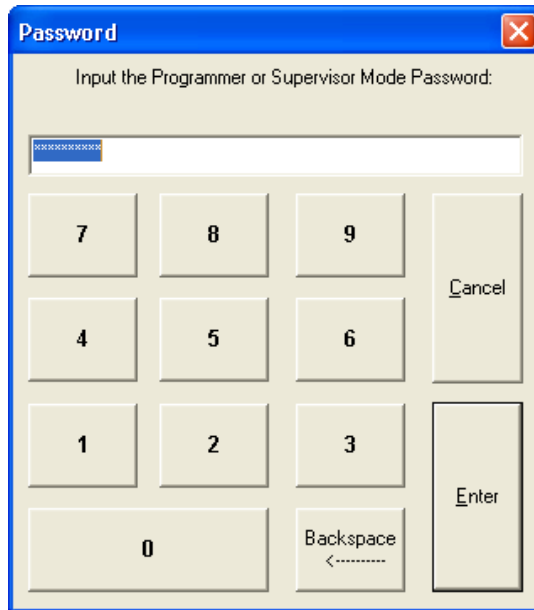 Password
Input the Programmer or Supervisor Mode Password:
**********
7 8 9
Cancel
4 5 6
1 2 3
Enter
0 Backspace
<----------